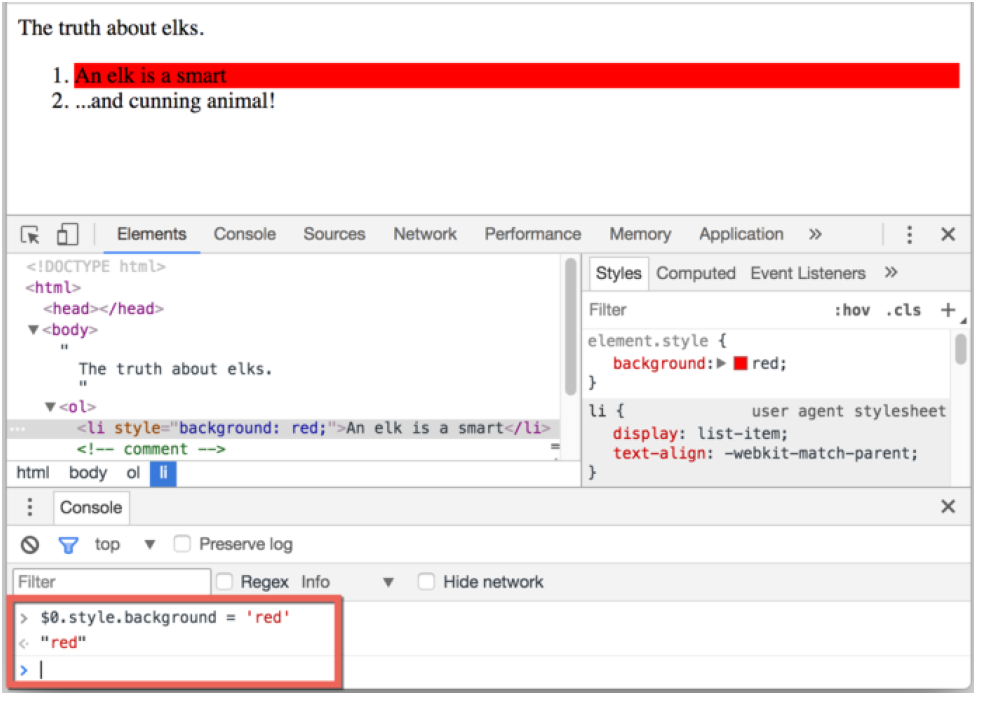 The truth about elks.
1. An elk is a smart
2. ...and cunning animal!
Elements Console Sources Network Performance Memory Application »
<!DOCTYPE html>
<html>
<head></head>
▼<body>
"
The truth about elks.
"
▼<ol>
<li style="background: red;">An elk is a smart</li>
<!-- comment -->
html body ol li
Styles Computed Event Listeners »
Filter :hov .cls +
element.style {
background:▶ red;
}
li { user agent stylesheet
display: list-item;
text-align: -webkit-match-parent;
}
Console
top ▼ Preserve log
Filter Regex Info ▼ Hide network
> $0.style.background = 'red'
<· "red"
>